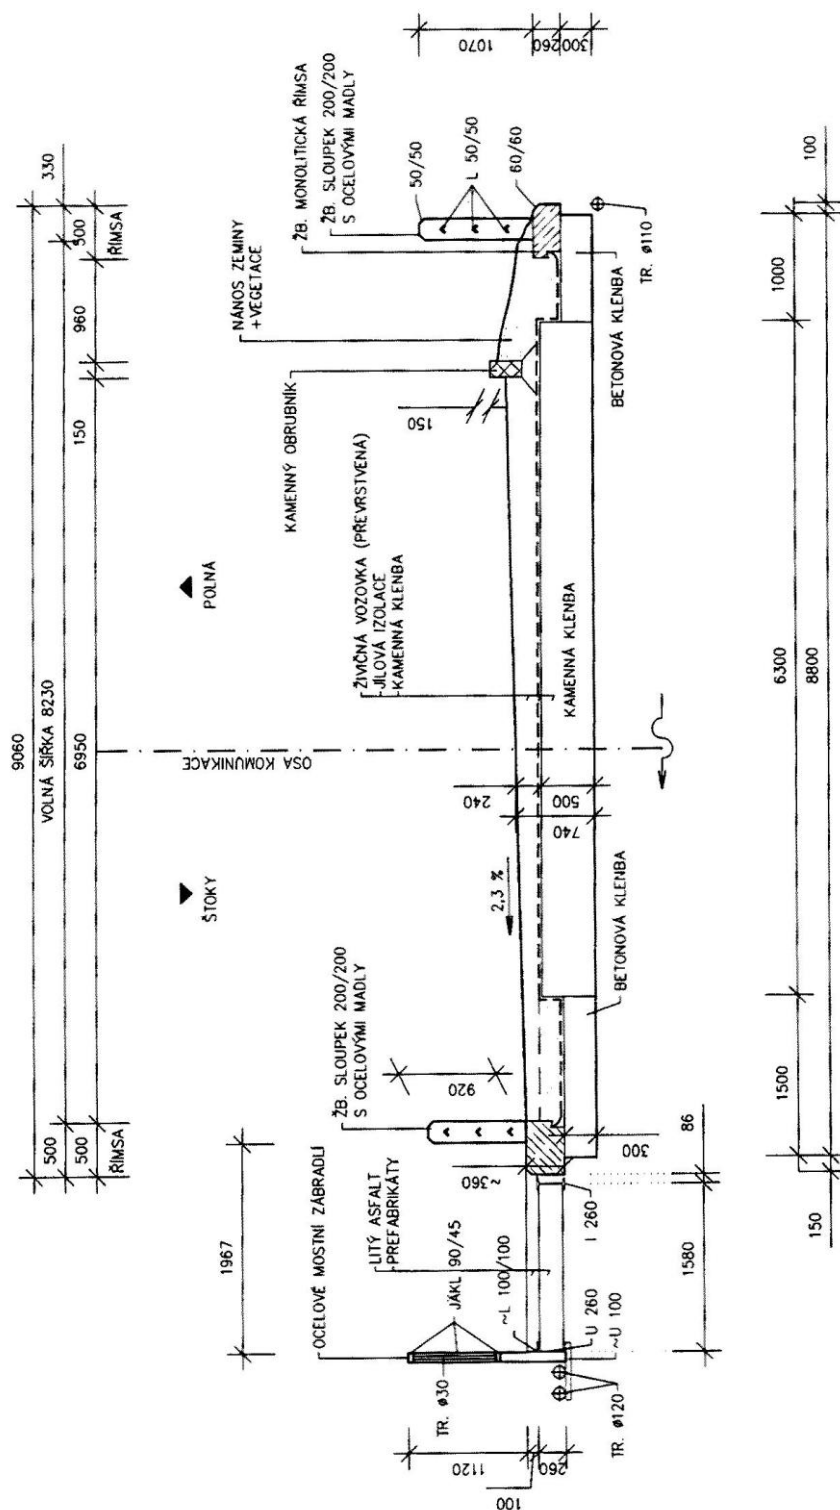 9060
VOLNÁ ŠÍŘKA 8230
330
500
500
6950
150
960
500
ŘÍMSA
ŘÍMSA
1967
ŠTOKY
POLNÁ
OSA KOMUNIKACE
OCELOVÉ MOSTNÍ ZÁBRADLÍ
LITÝ ASFALT
PREFABRIKÁTY
ŽB. SLOUPEK 200/200
S OCELOVÝMI MADLY
920
2,3 %
ŽIVIČNÁ VOZOVKA (PŘEVRSTVENÁ)
JÍLOVÁ IZOLACE
KAMENNÁ KLENBA
KAMENNÝ OBRUBNÍK
150
NÁNOS ZEMINY
+VEGETACE
ŽB. MONOLITICKÁ ŘÍMSA
ŽB. SLOUPEK 200/200
S OCELOVÝMI MADLY
50/50
L 50/50
60/60
1070
260
300
TR. ø110
BETONOVÁ KLENBA
KAMENNÁ KLENBA
240
500
740
BETONOVÁ KLENBA
300
~360
I 260
JÄKL 90/45
~L 100/100
U 260
~U 100
TR. ø30
TR. ø120
1120
260
100
1580
86
1500
6300
1000
150
8800
100